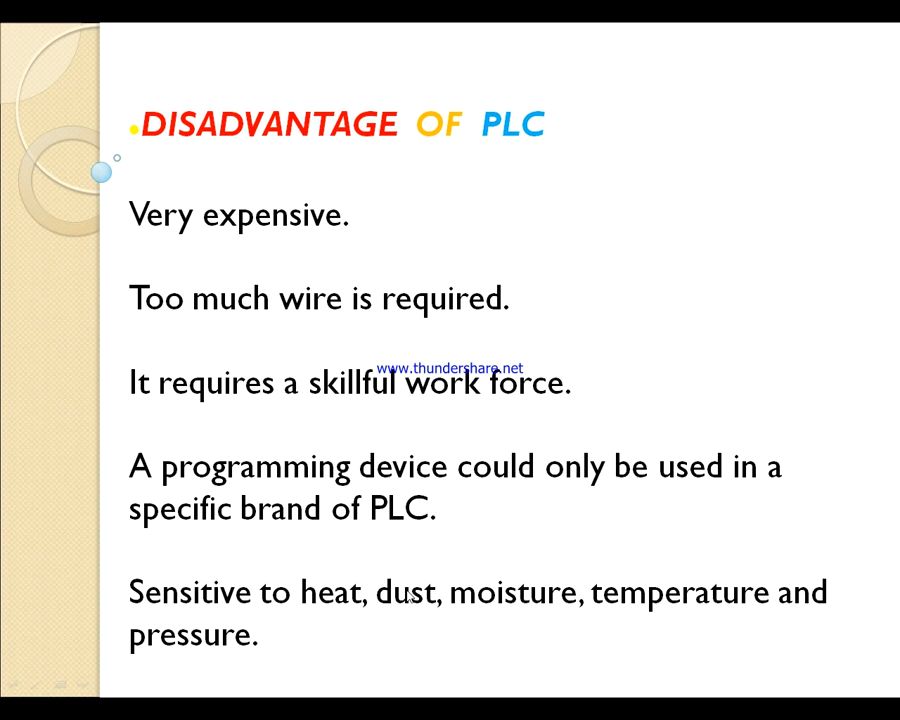 DISADVANTAGE OF PLC
Very expensive.
Too much wire is required.
www.thundershare.net
It requires a skillful work force.
A programming device could only be used in a
specific brand of PLC.
Sensitive to heat, dust, moisture, temperature and
pressure.